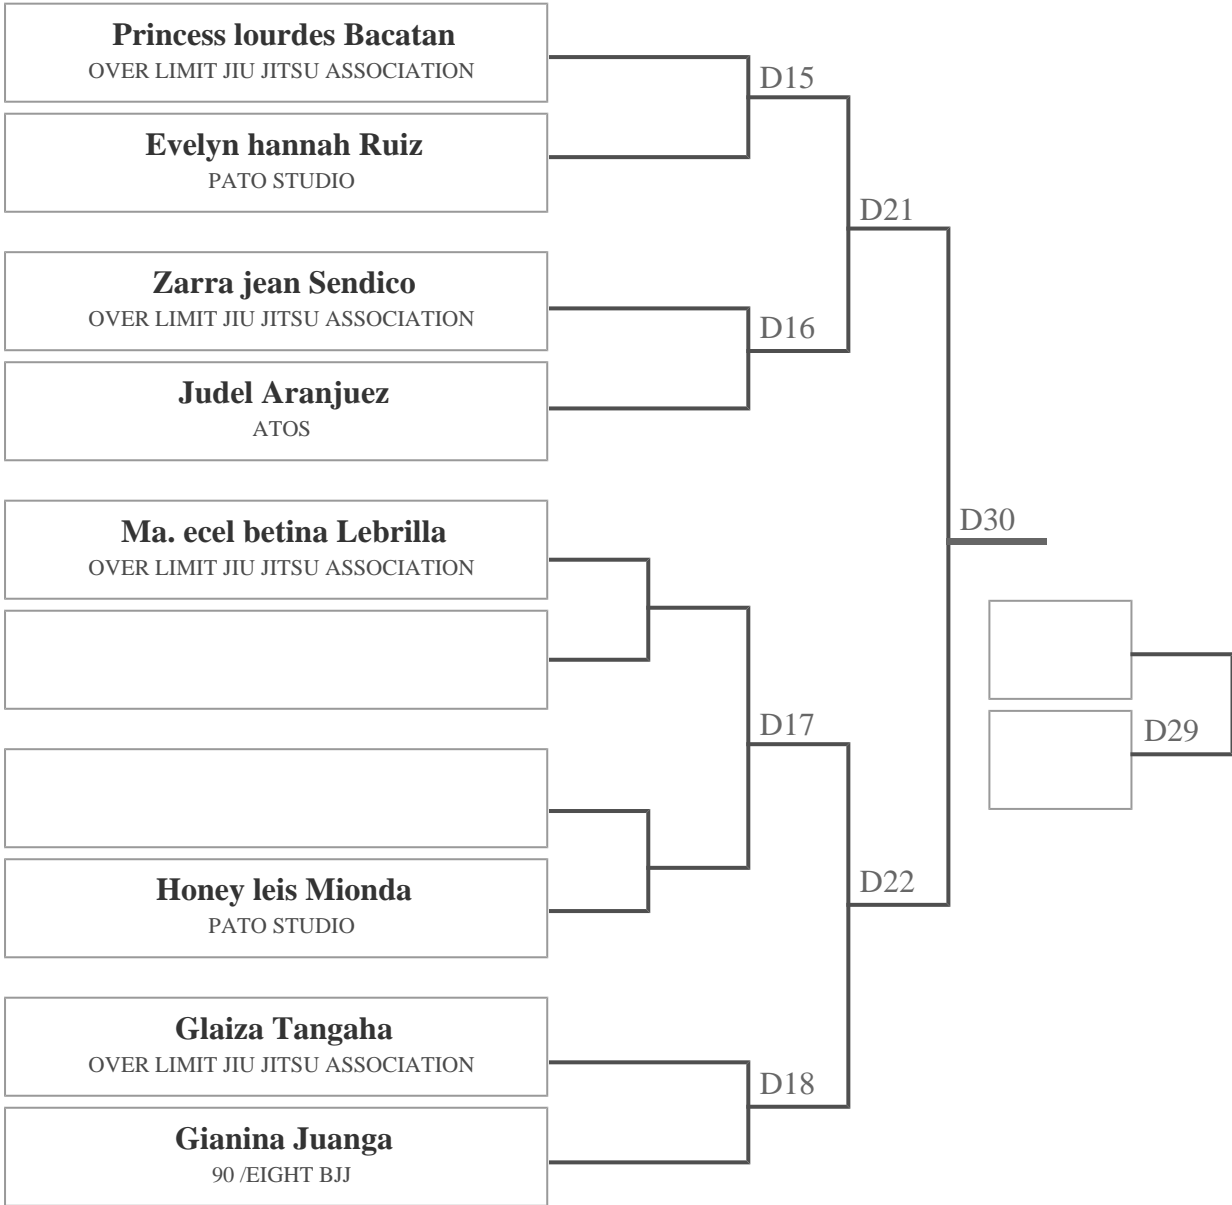 Princess lourdes Bacatan
OVER LIMIT JIU JITSU ASSOCIATION
D15
Evelyn hannah Ruiz
PATO STUDIO
D21
Zarra jean Sendico
OVER LIMIT JIU JITSU ASSOCIATION
D16
Judel Aranjuez
ATOS
Ma. ecel betina Lebrilla
OVER LIMIT JIU JITSU ASSOCIATION
D30
D17
D29
Honey leis Mionda
PATO STUDIO
D22
Glaiza Tangaha
OVER LIMIT JIU JITSU ASSOCIATION
D18
Gianina Juanga
90 /EIGHT BJJ